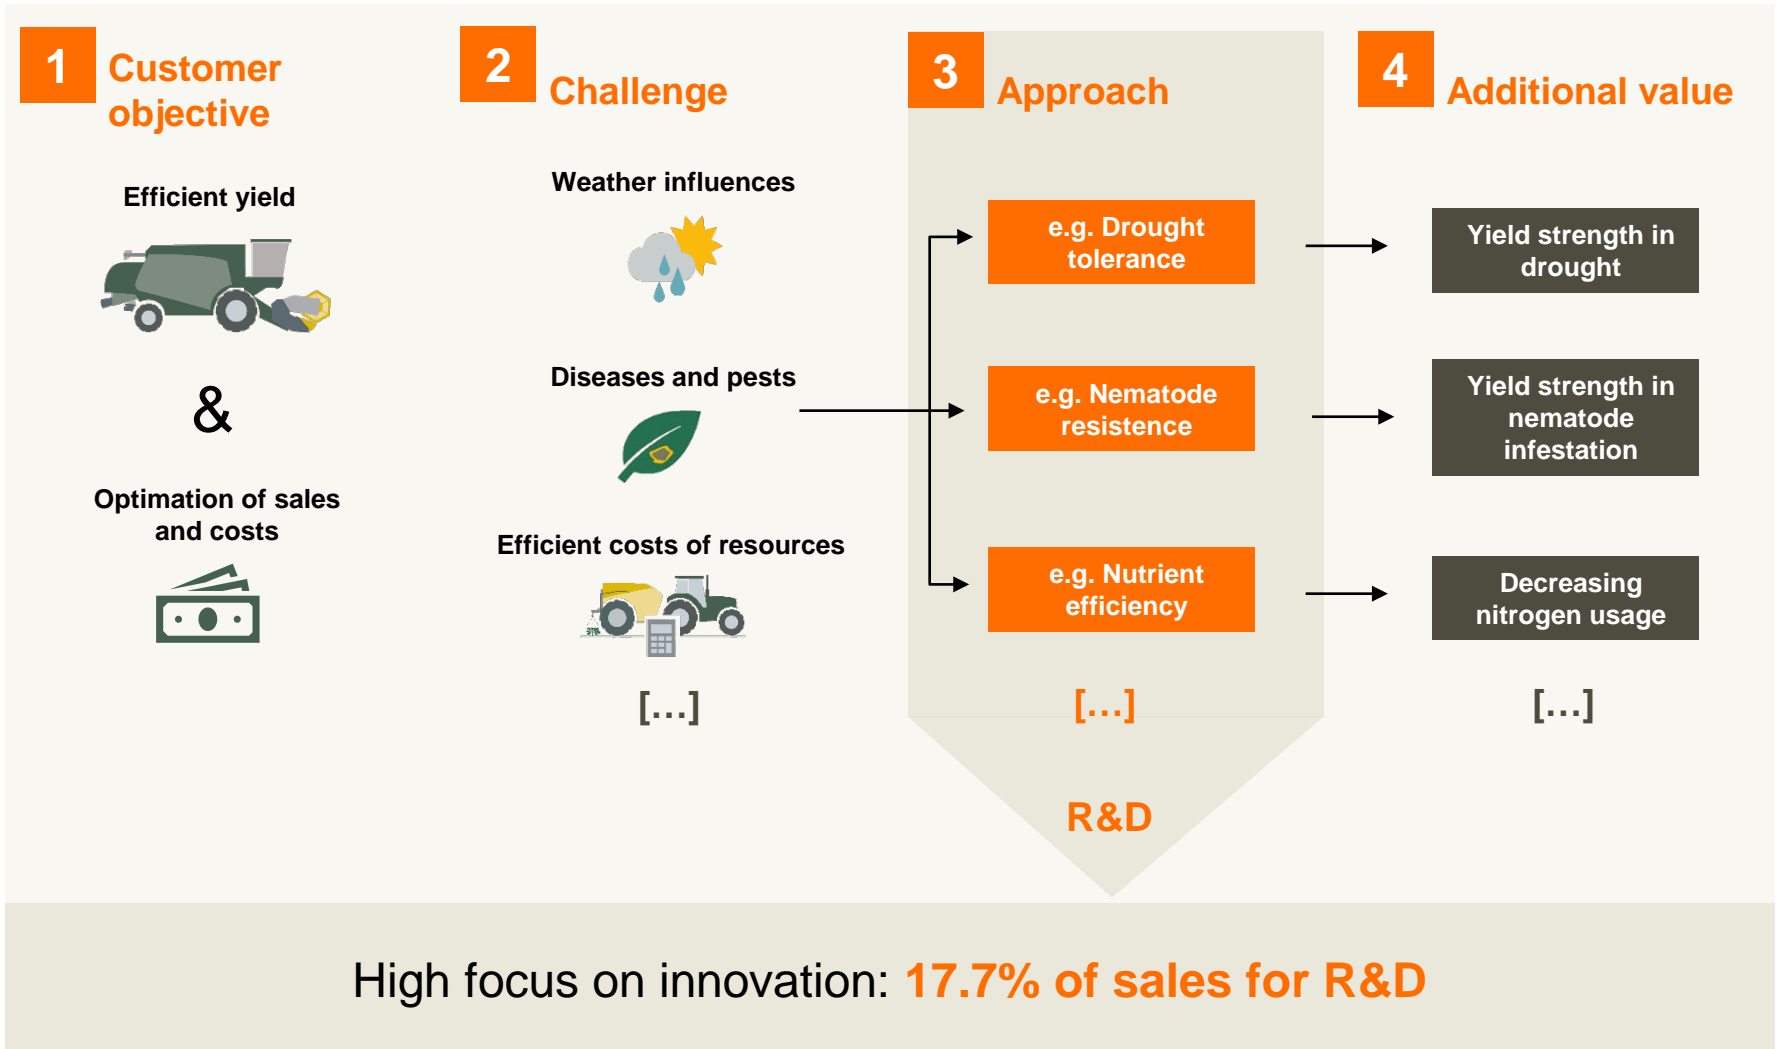 1
Customer
objective
Efficient yield
&
Optimation of sales
and costs
2
Challenge
Weather influences
Diseases and pests
Efficient costs of resources
[…]
3
Approach
e.g. Drought
tolerance
e.g. Nematode
resistence
e.g. Nutrient
efficiency
[…]
R&D
4
Additional value
Yield strength in
drought
Yield strength in
nematode
infestation
Decreasing
nitrogen usage
[…]
High focus on innovation: 17.7% of sales for R&D